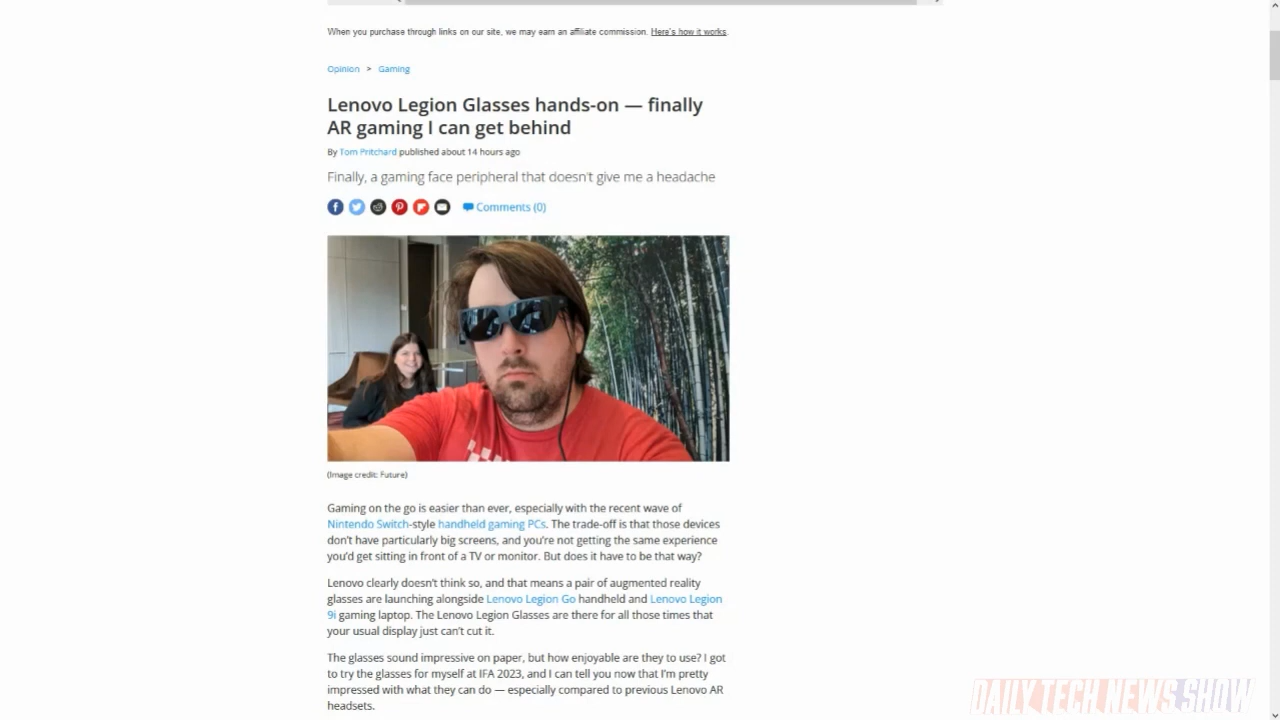 When you purchase through links on our site, we may earn an affiliate commission. Here's how it works.
Opinion > Gaming
Lenovo Legion Glasses hands-on — finally
AR gaming I can get behind
By Tom Pritchard published about 14 hours ago
Finally, a gaming face peripheral that doesn't give me a headache
Comments (0)
(Image credit: Future)
Gaming on the go is easier than ever, especially with the recent wave of
Nintendo Switch-style handheld gaming PCs. The trade-off is that those devices
don't have particularly big screens, and you're not getting the same experience
you'd get sitting in front of a TV or monitor. But does it have to be that way?
Lenovo clearly doesn't think so, and that means a pair of augmented reality
glasses are launching alongside Lenovo Legion Go handheld and Lenovo Legion
9i gaming laptop. The Lenovo Legion Glasses are there for all those times that
your usual display just can't cut it.
The glasses sound impressive on paper, but how enjoyable are they to use? I got
to try the glasses for myself at IFA 2023, and I can tell you now that I'm pretty
impressed with what they can do — especially compared to previous Lenovo AR
headsets.
DAILY TECH NEWS SHOW